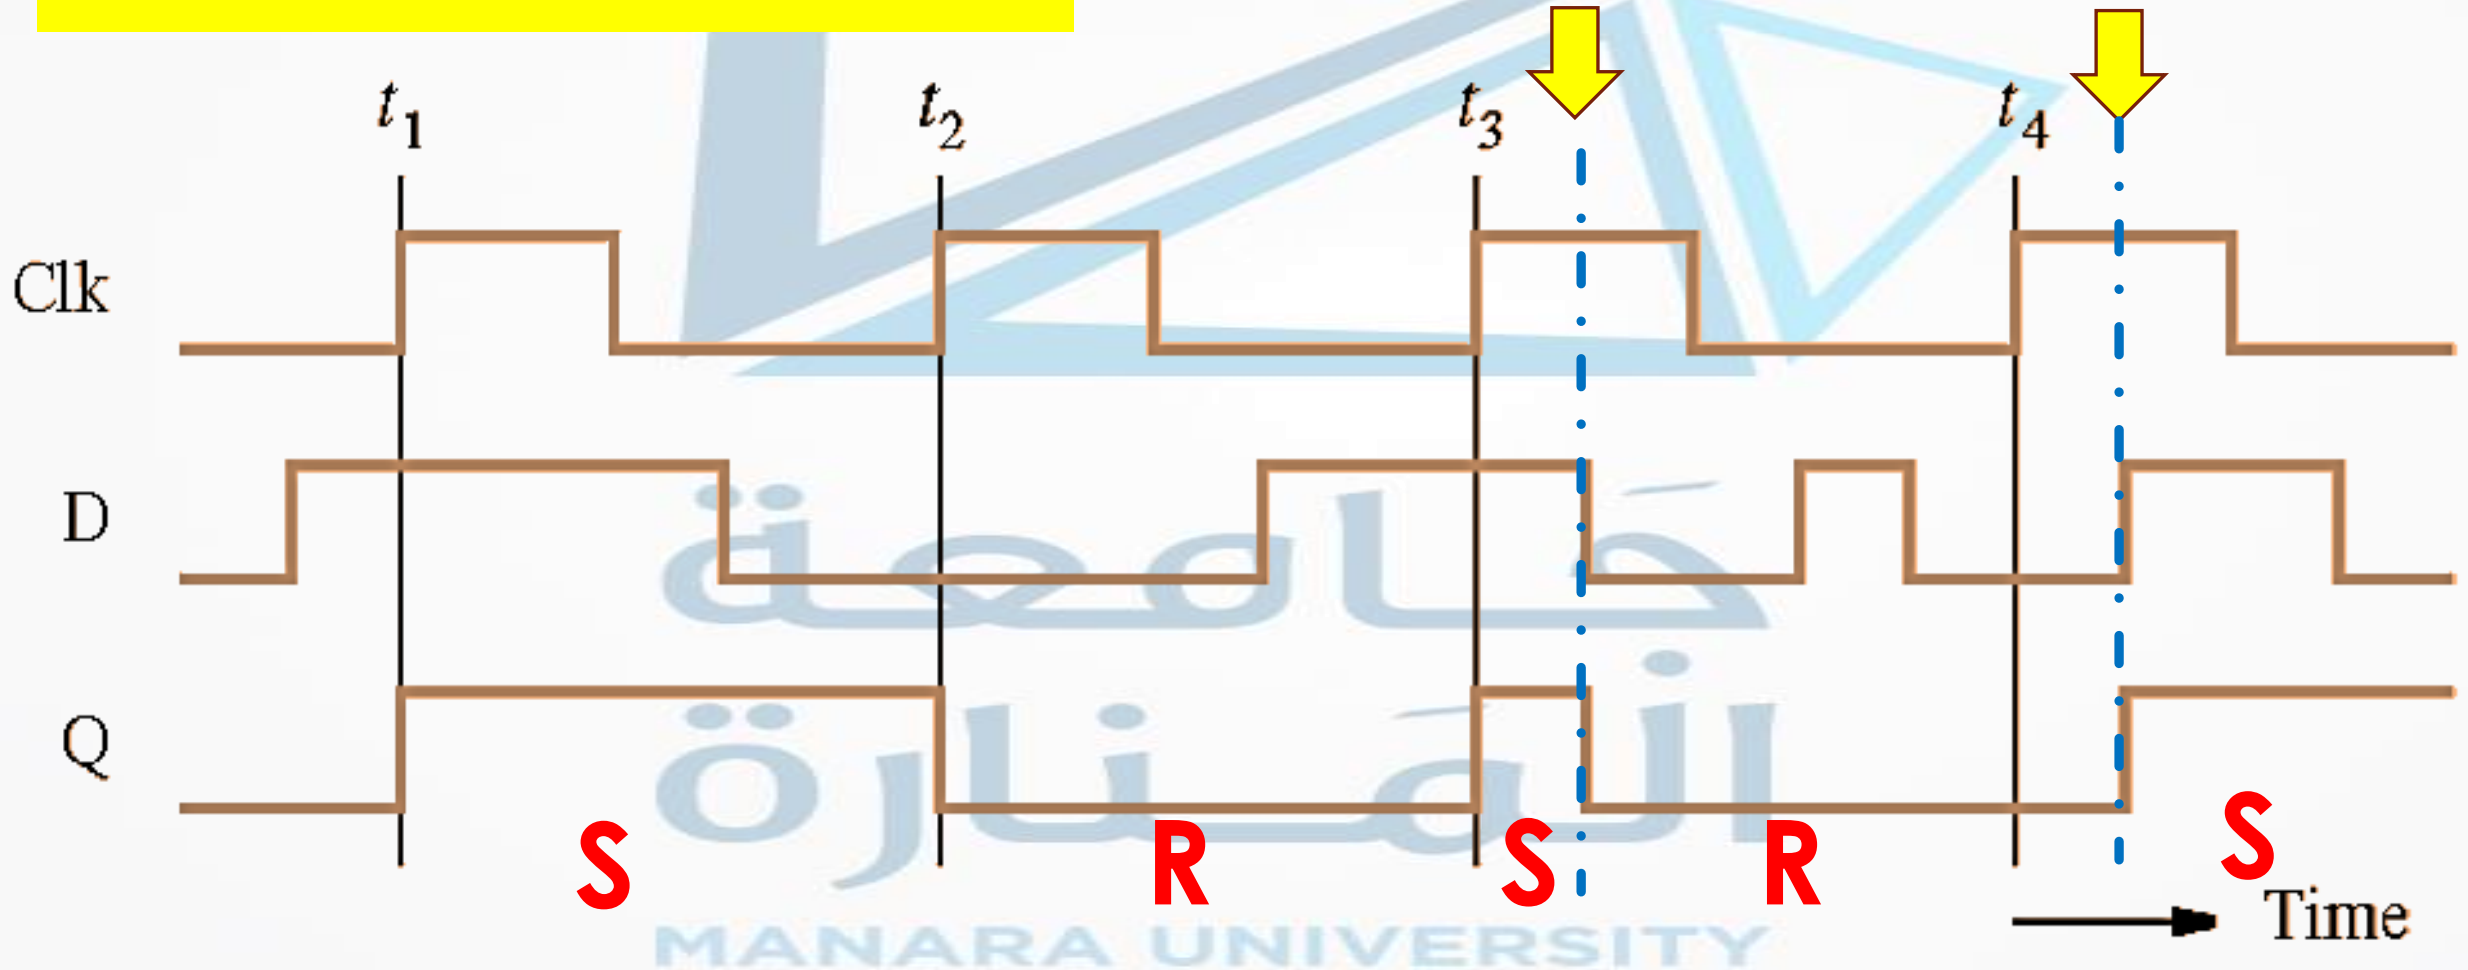 t1 t2 t3 t4
Clk
D
Q
S R S R S
Time
جامعة
المنارة
MANARA UNIVERSITY